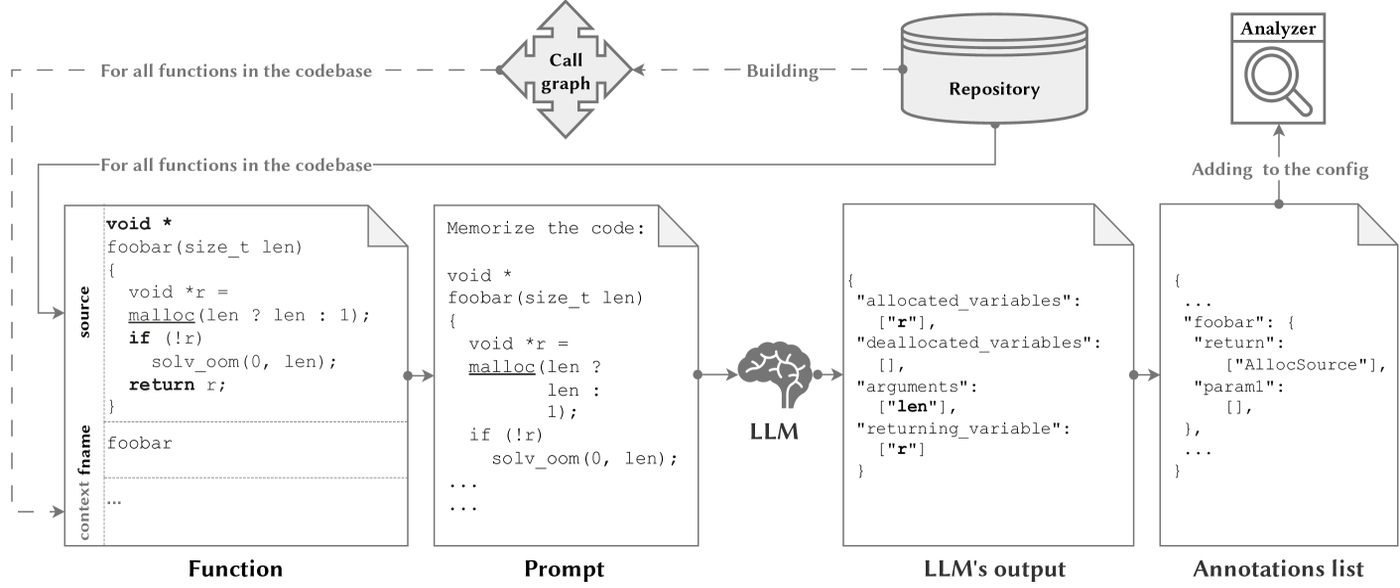 For all functions in the codebase
Call
graph
Building
Repository
Analyzer
For all functions in the codebase
Adding to the config
source
void *
foobar(size_t len)
{
void *r =
malloc(len ? len : 1);
if (!r)
solv_oom(0, len);
return r;
}
fname
foobar
context
...
Function
Memorize the code:
void *
foobar(size_t len)
{
void *r =
malloc(len ?
len :
1);
if (!r)
solv_oom(0, len);
...
...
Prompt
LLM
{
"allocated_variables":
["r"],
"deallocated_variables":
[],
"arguments":
["len"],
"returning_variable":
["r"]
}
LLM's output
{
...
"foobar": {
"return":
["AllocSource"],
"param1":
[],
},
...
}
Annotations list